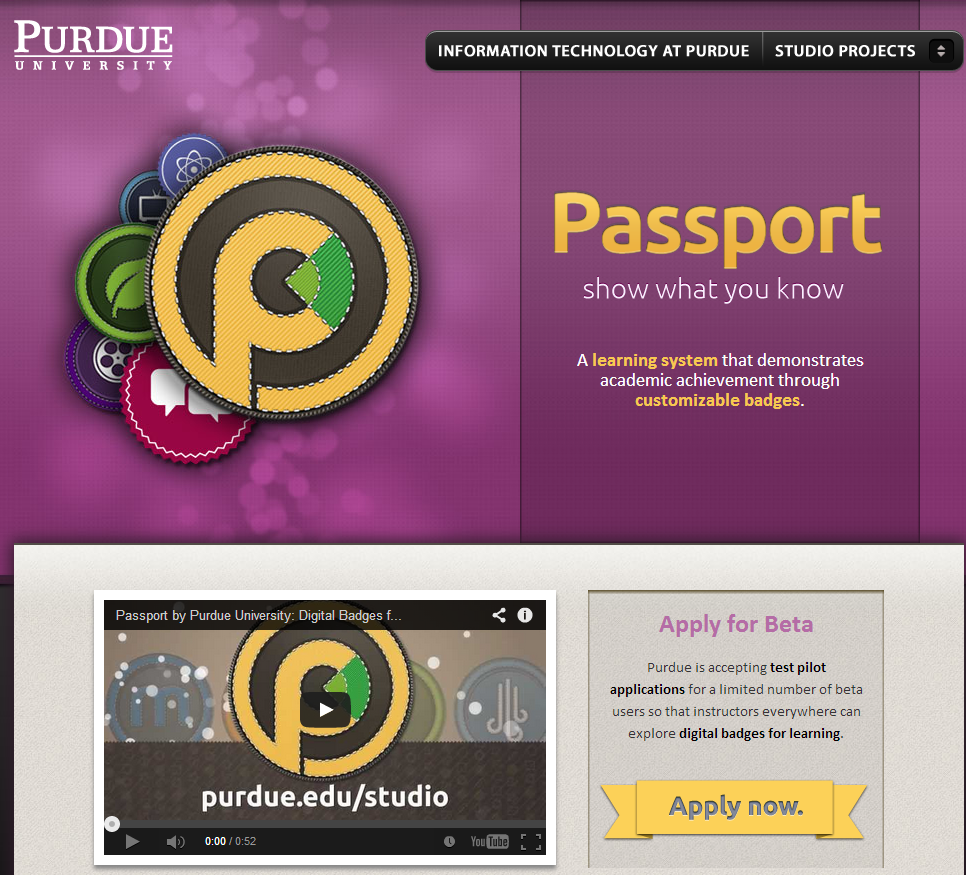 PURDUE
UNIVERSITY
INFORMATION TECHNOLOGY AT PURDUE
STUDIO PROJECTS
Passport
show what you know
A learning system that demonstrates
academic achievement through
customizable badges.
Passport by Purdue University: Digital Badges f...
purdue.edu/studio
0:00 / 0:52
YouTube
Apply for Beta
Purdue is accepting test pilot
applications for a limited number of beta
users so that instructors everywhere can
explore digital badges for learning.
Apply now.